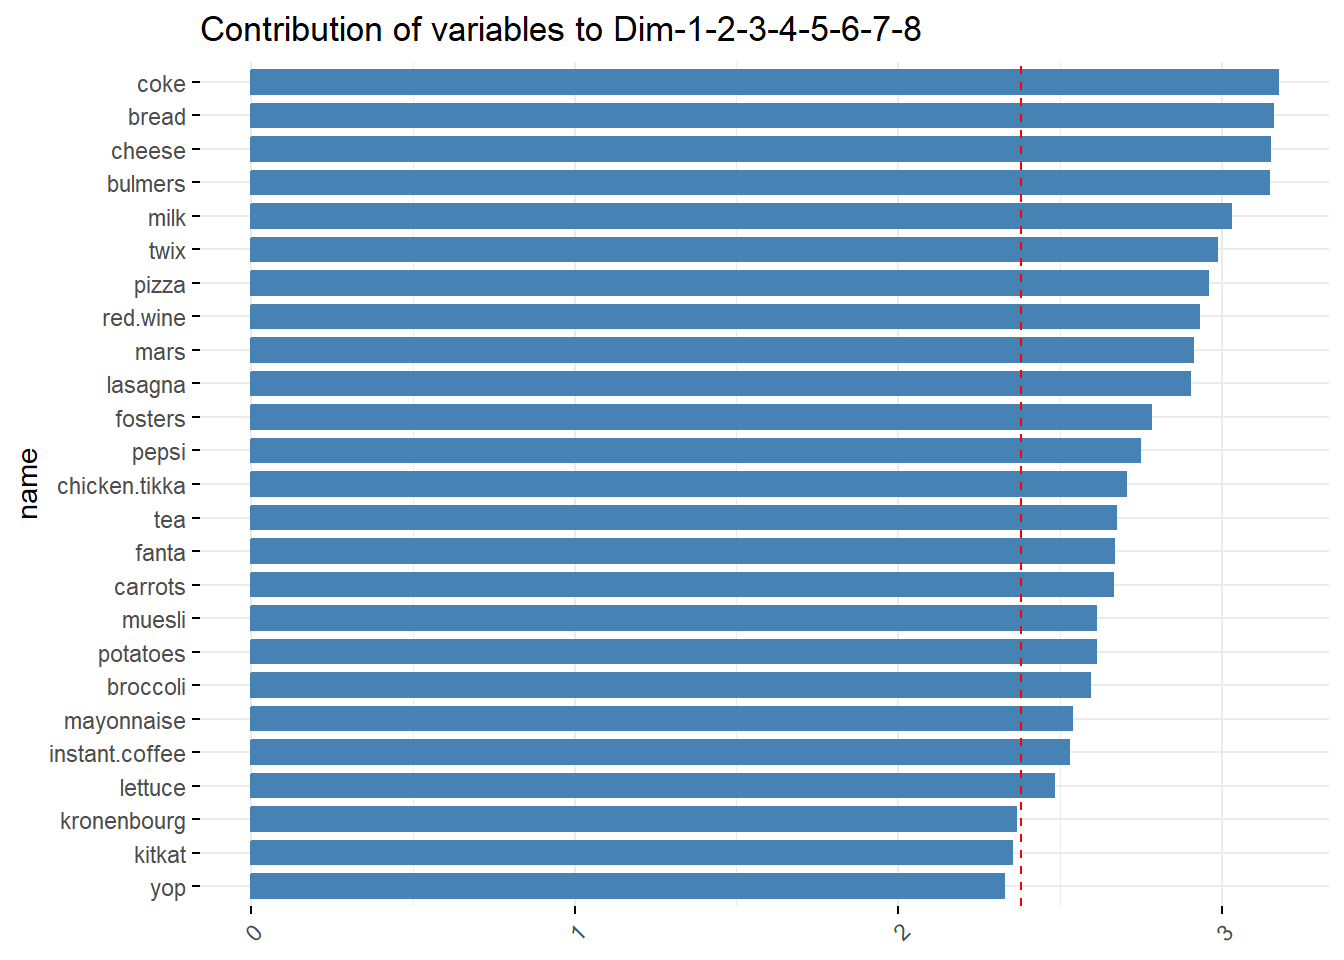 Contribution of variables to Dim-1-2-3-4-5-6-7-8
coke
bread
cheese
bulmers
milk
twix
pizza
red.wine
mars
lasagna
fosters
pepsi
chicken.tikka
tea
fanta
carrots
muesli
potatoes
broccoli
mayonnaise
instant.coffee
lettuce
kronenbourg
kitkat
yop
name
0 1 2 3